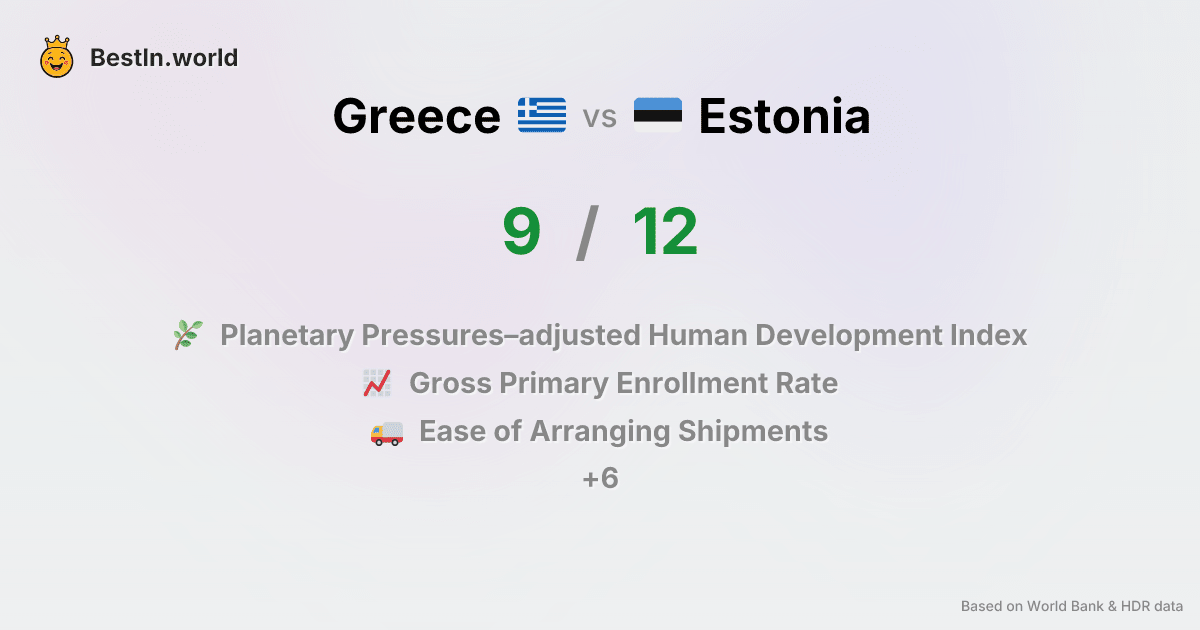 BestIn.world
Greece vs Estonia
9 / 12
Planetary Pressures–adjusted Human Development Index
Gross Primary Enrollment Rate
Ease of Arranging Shipments
+6
Based on World Bank & HDR data